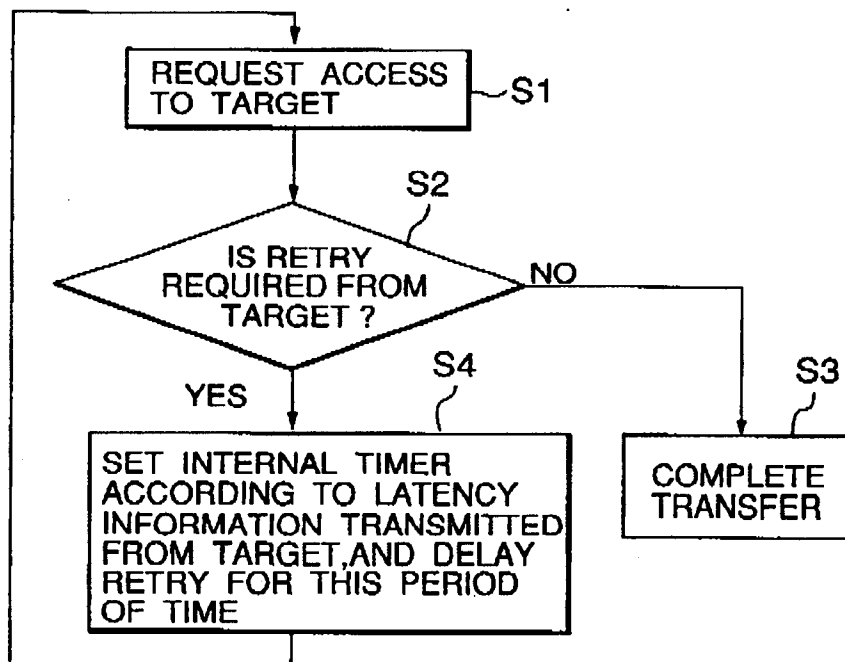 REQUEST ACCESS
TO TARGET
S1
S2
IS RETRY
REQUIRED FROM
TARGET ?
NO
YES
S4
S3
SET INTERNAL TIMER
ACCORDING TO LATENCY
INFORMATION TRANSMITTED
FROM TARGET,AND DELAY
RETRY FOR THIS PERIOD
OF TIME
COMPLETE
TRANSFER